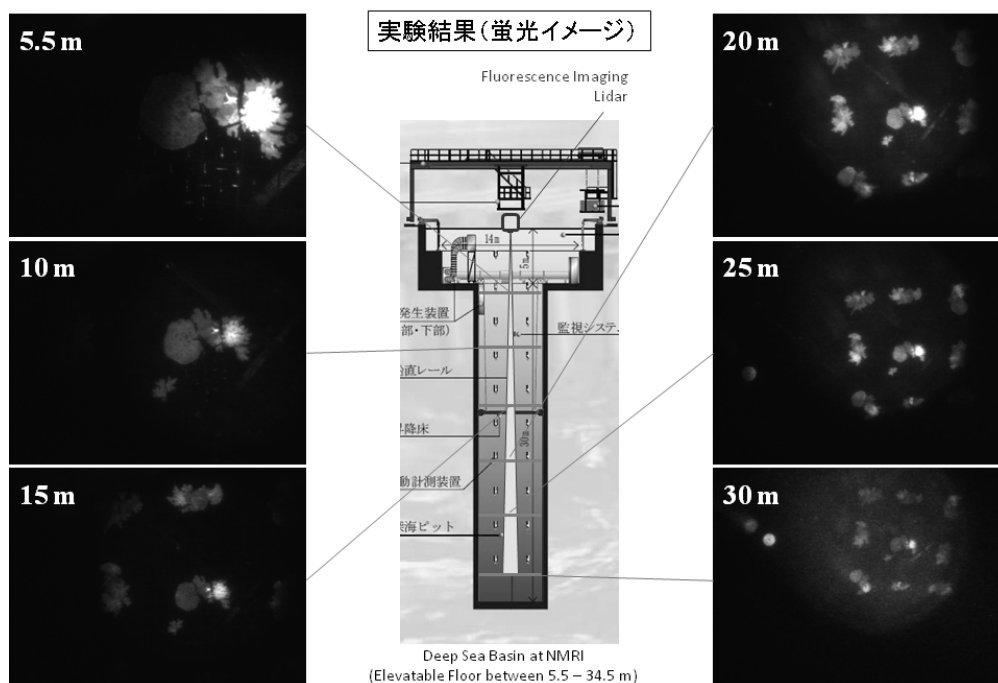 実験結果(蛍光イメージ)
5.5 m
10 m
15 m
Fluorescence Imaging
Lidar
14m
5m
発生装置
部・下部)
監視システ
直レール
昇降床
30m
動計測装置
海ピット
Deep Sea Basin at NMRI
(Elevatable Floor between 5.5 – 34.5 m)
20 m
25 m
30 m